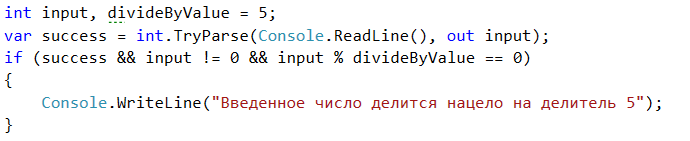 int input, divideByValue = 5;
var success = int.TryParse(Console.ReadLine(), out input);
if (success && input != 0 && input % divideByValue == 0)
{
    Console.WriteLine("Введенное число делится нацело на делитель 5");
}